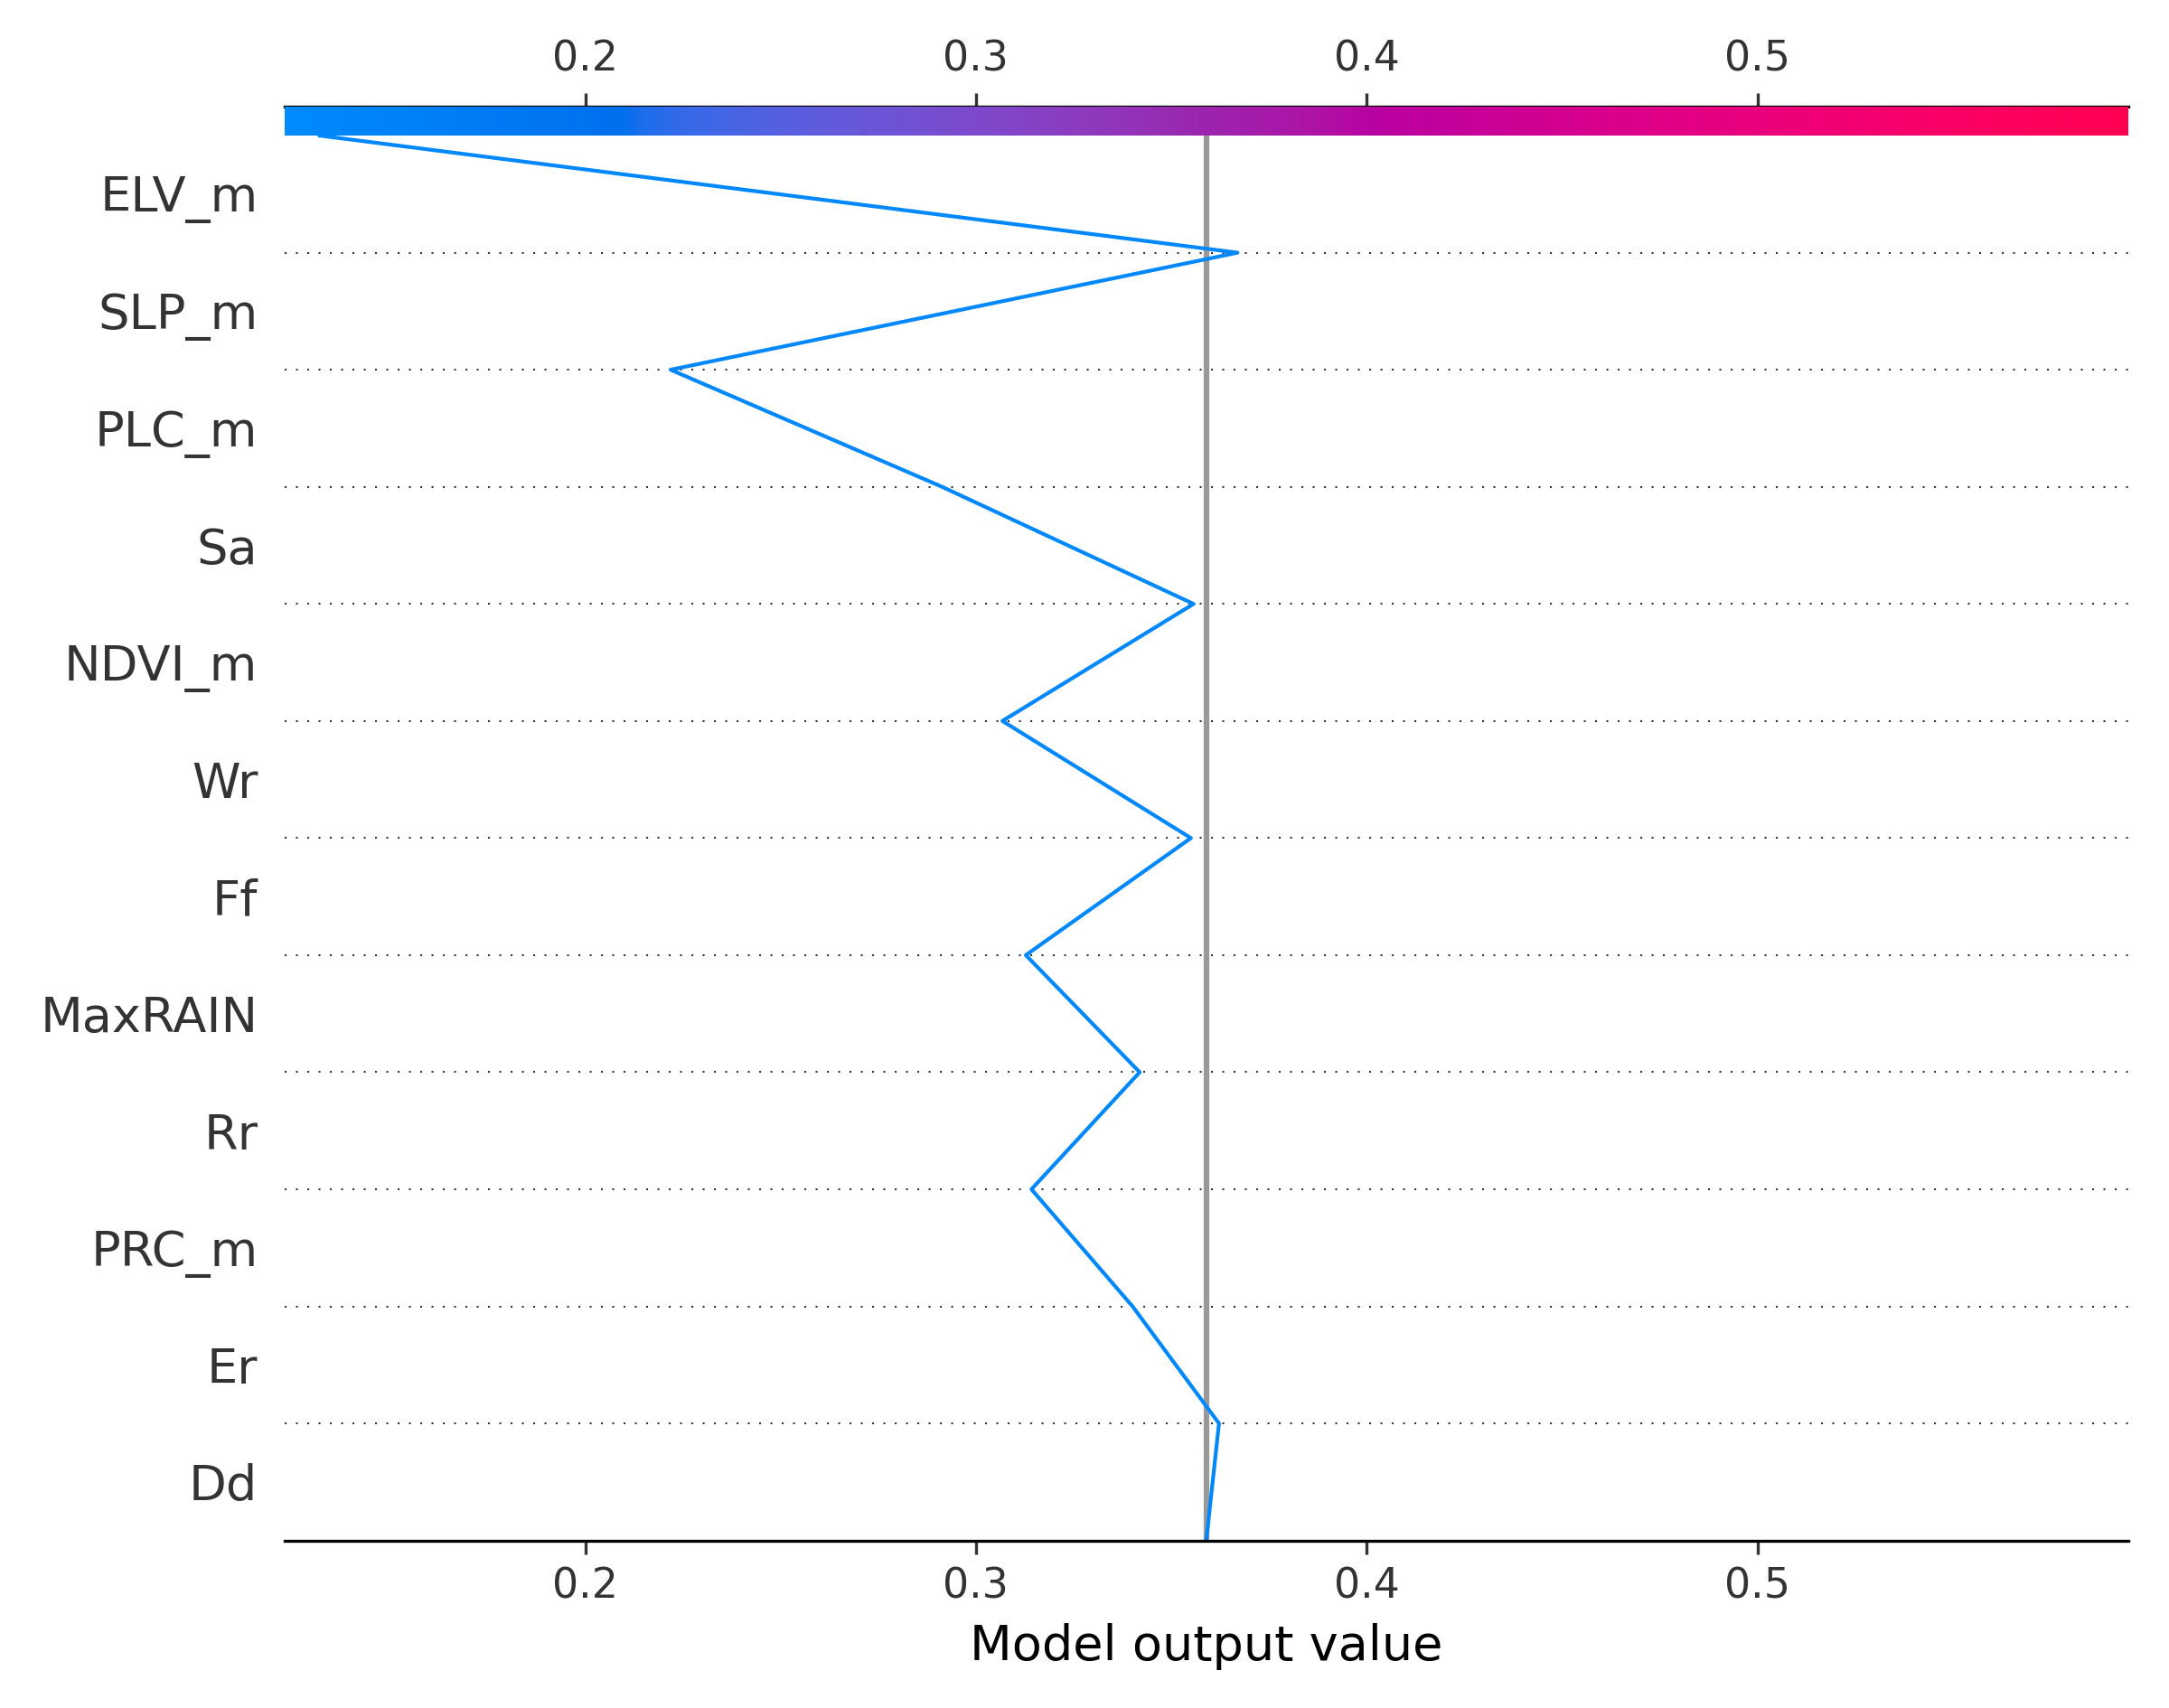 0.2 0.3 0.4 0.5
ELV_m
SLP_m
PLC_m
Sa
NDVI_m
Wr
Ff
MaxRAIN
Rr
PRC_m
Er
Dd
0.2 0.3 0.4 0.5
Model output value